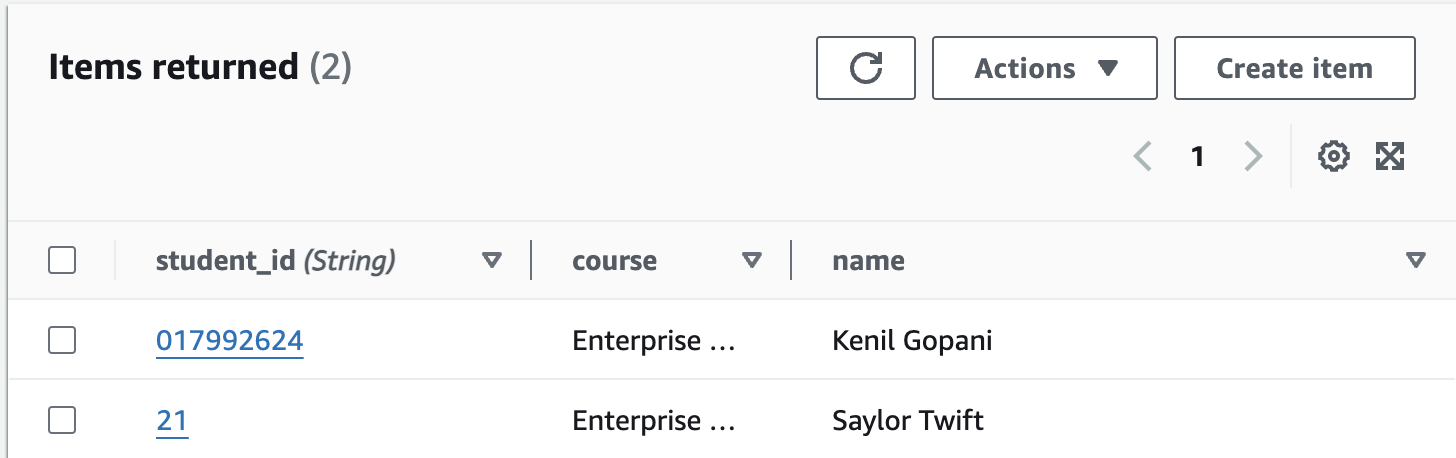 Items returned (2)
Actions
Create item
1
student_id (String)
course
name
017992624
Enterprise …
Kenil Gopani
21
Enterprise …
Saylor Twift